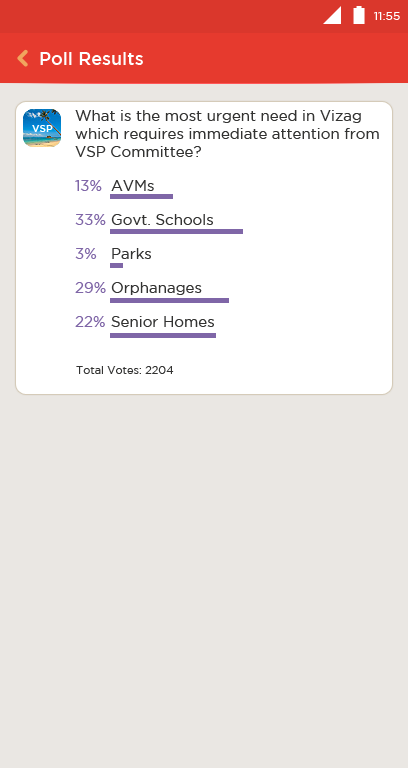 11:55
Poll Results
VSP
What is the most urgent need in Vizag
which requires immediate attention from
VSP Committee?
13% AVMs
33% Govt. Schools
3% Parks
29% Orphanages
22% Senior Homes
Total Votes: 2204